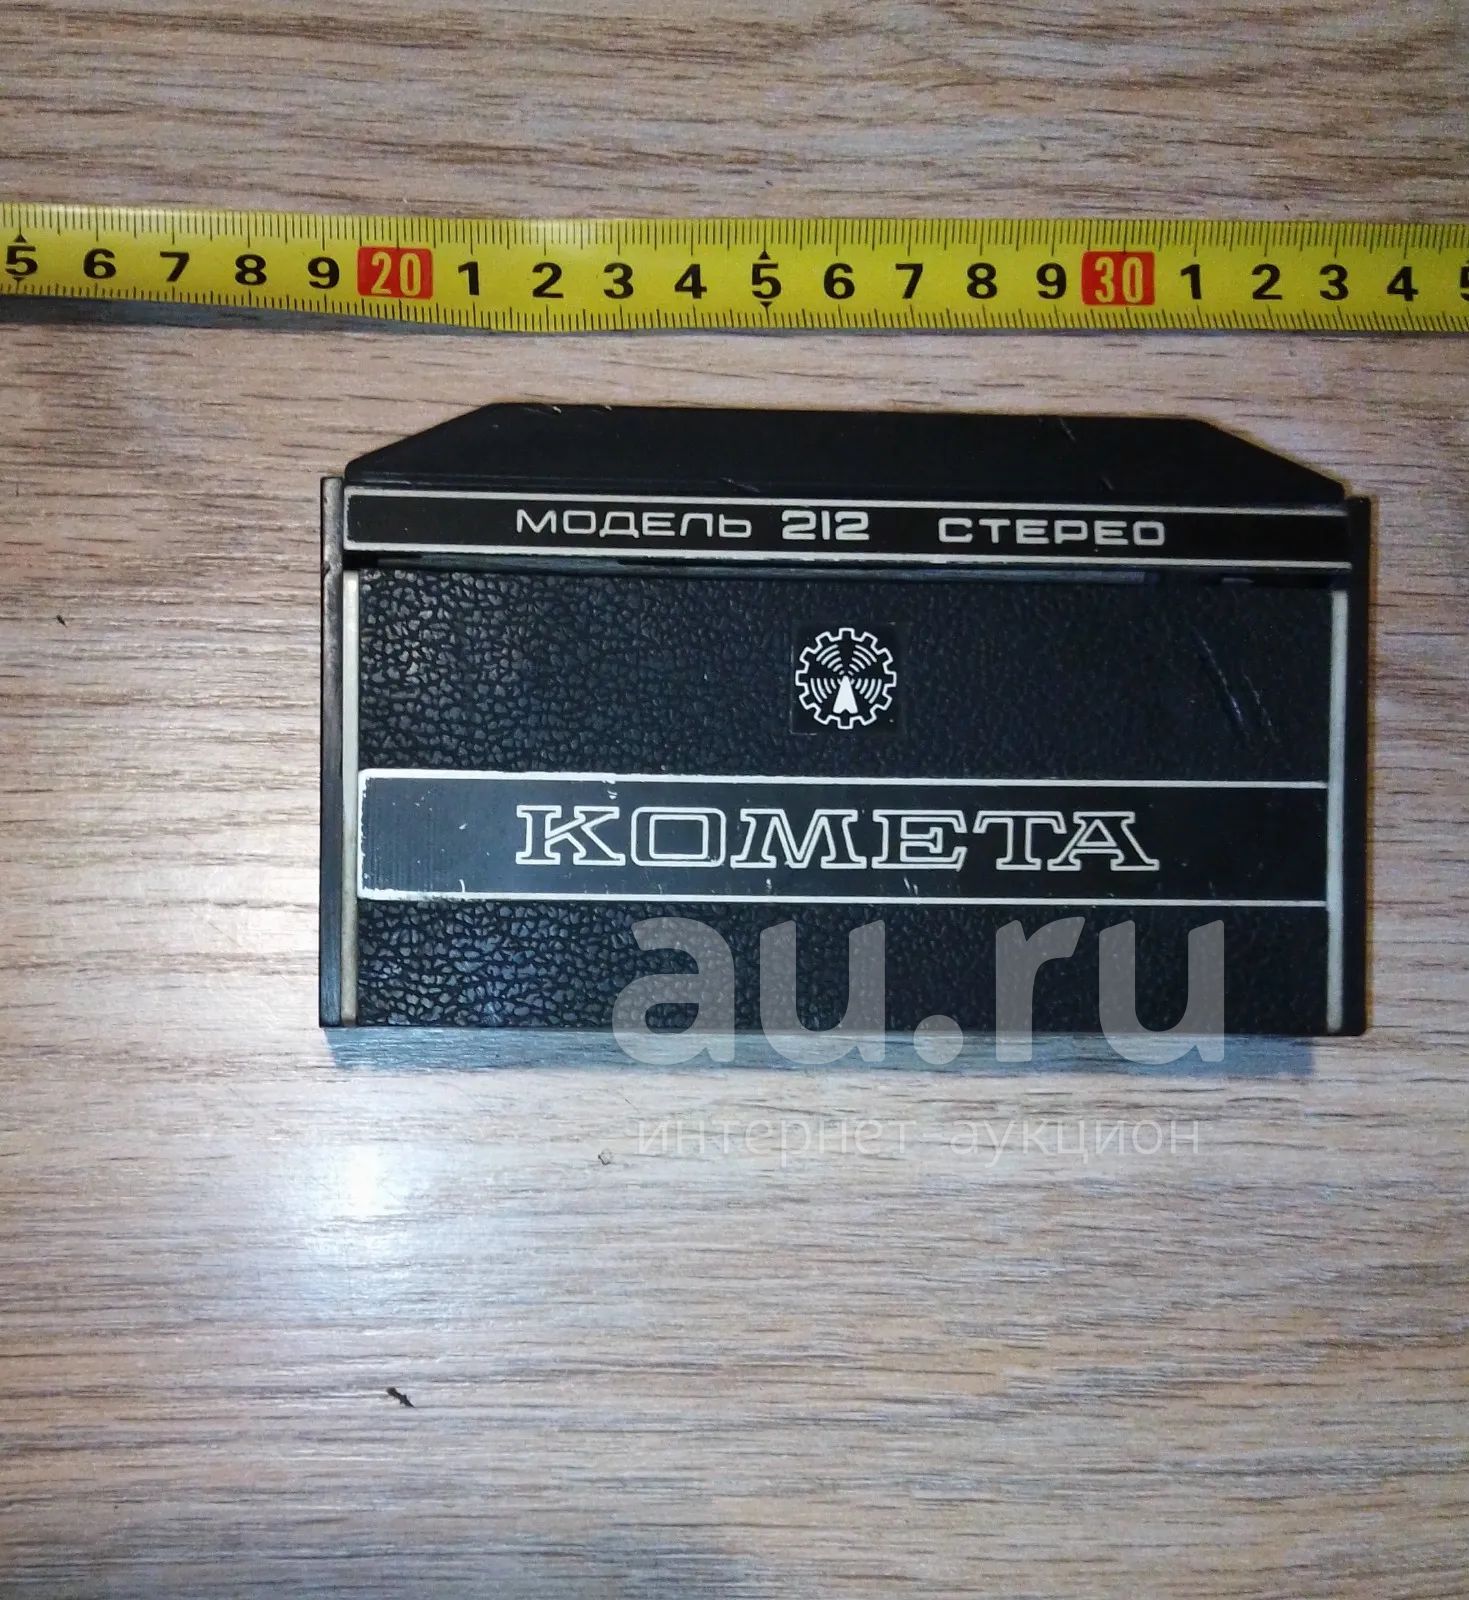 5 6 7 8 9 20 1 2 3 4 5 6 7 8 9 30 1 2 3 4 5
МОДЕЛЬ 212 СТЕРЕО
КОМЕТА
au.ru
интернет аукцион